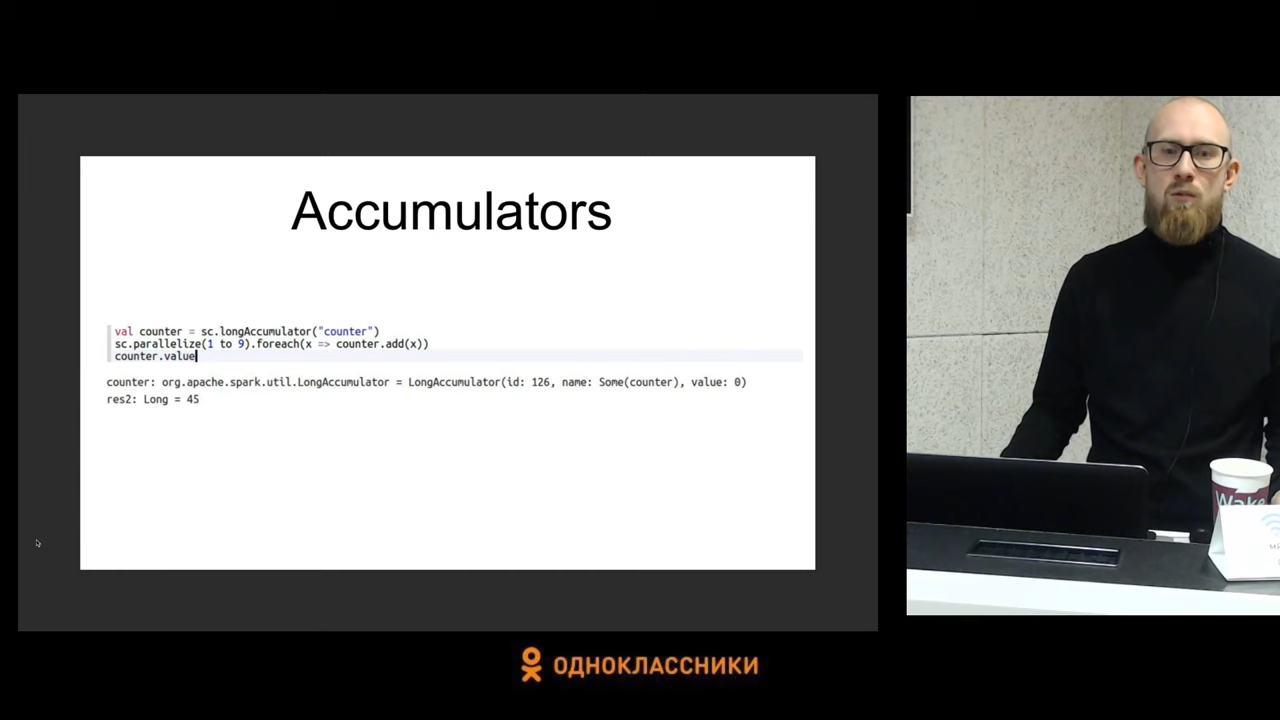 Accumulators
val counter = sc.longAccumulator("counter")
sc.parallelize(1 to 9).foreach(x => counter.add(x))
counter.value
counter: org.apache.spark.util.LongAccumulator = LongAccumulator(id: 126, name: Some(counter), value: 0)
res2: Long = 45
Wake
ОДНОКЛАССНИКИ